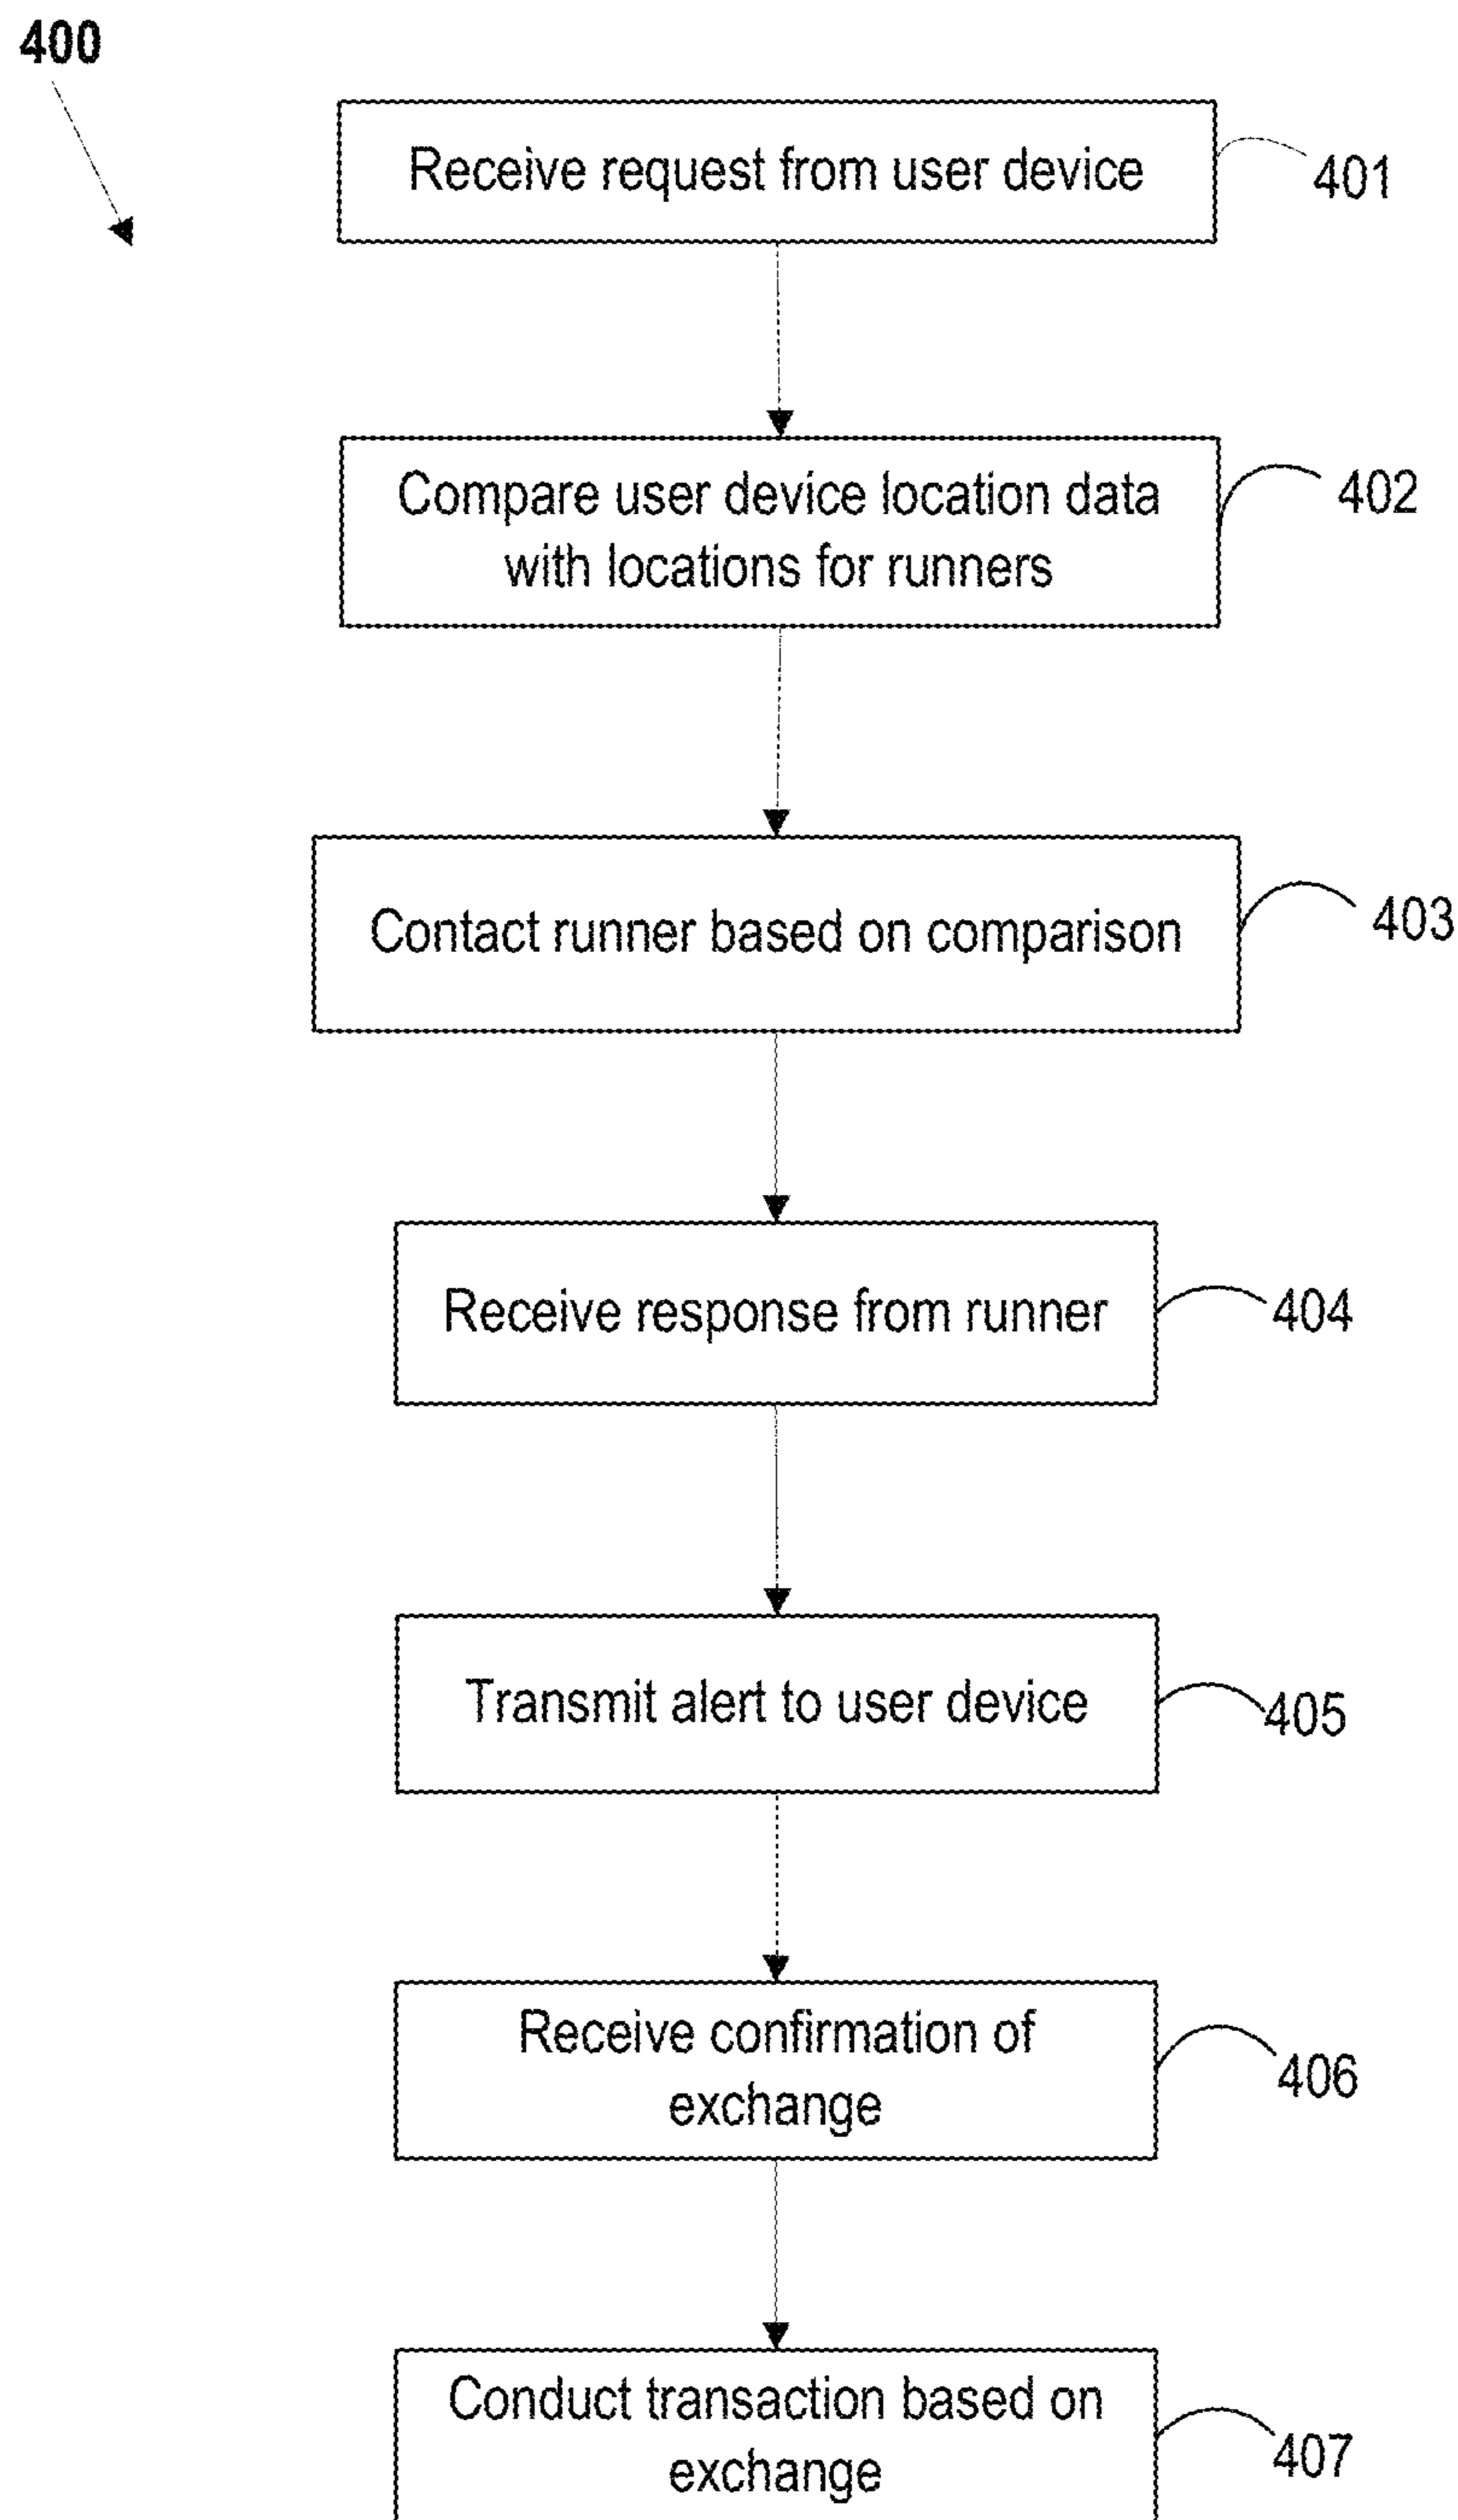 400
Receive request from user device
401
Compare user device location data
with locations for runners
402
Contact runner based on comparison
403
Receive response from runner
404
Transmit alert to user device
405
Receive confirmation of
exchange
406
Conduct transaction based on
exchange
407